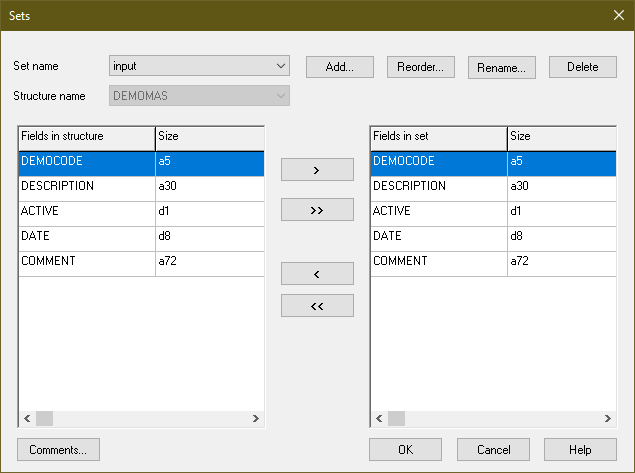 Sets
Set name input Add... Reorder... Rename... Delete
Structure name DEMOMAS
Fields in structure Size Fields in set Size
DEMOCODE a5 > DEMOCODE a5
DESCRIPTION a30 DESCRIPTION a30
ACTIVE d1 >> ACTIVE d1
DATE d8 DATE d8
COMMENT a72 < COMMENT a72
<<
Comments... OK Cancel Help